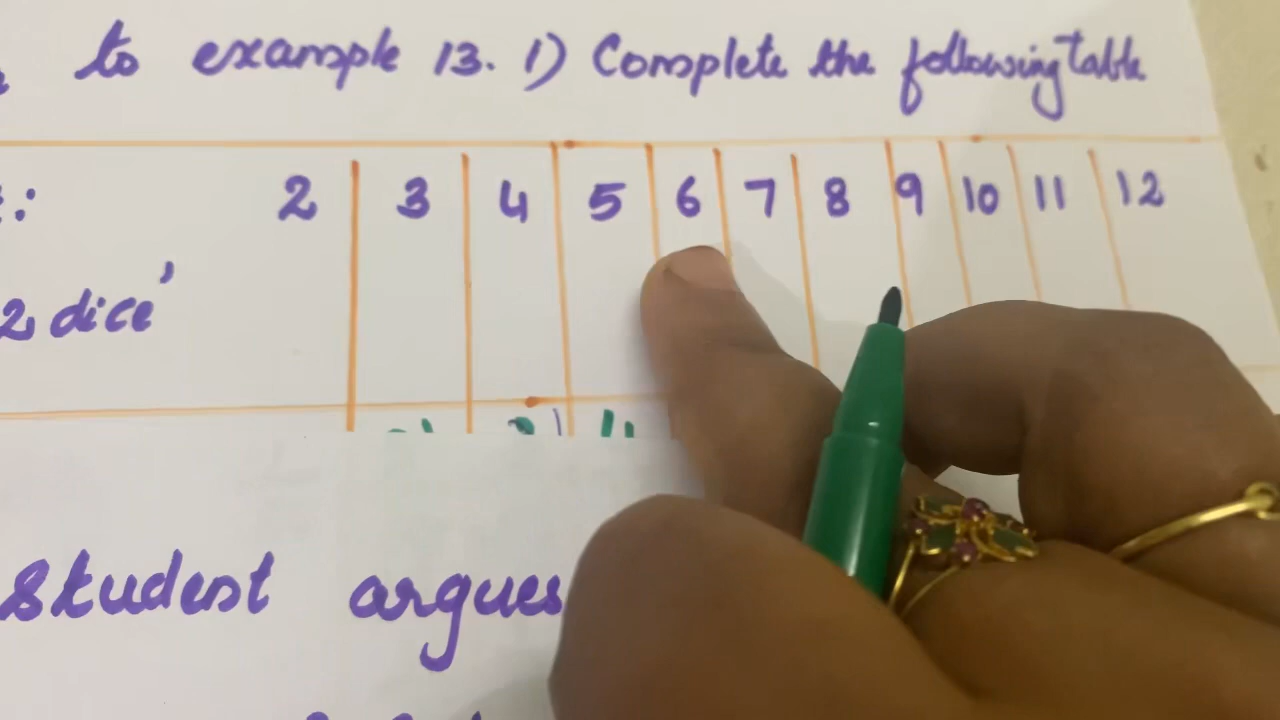 to example 13. 1) Complete the following table
2 3 4 5 6 7 8 9 10 11 12
2 dice'
student argues